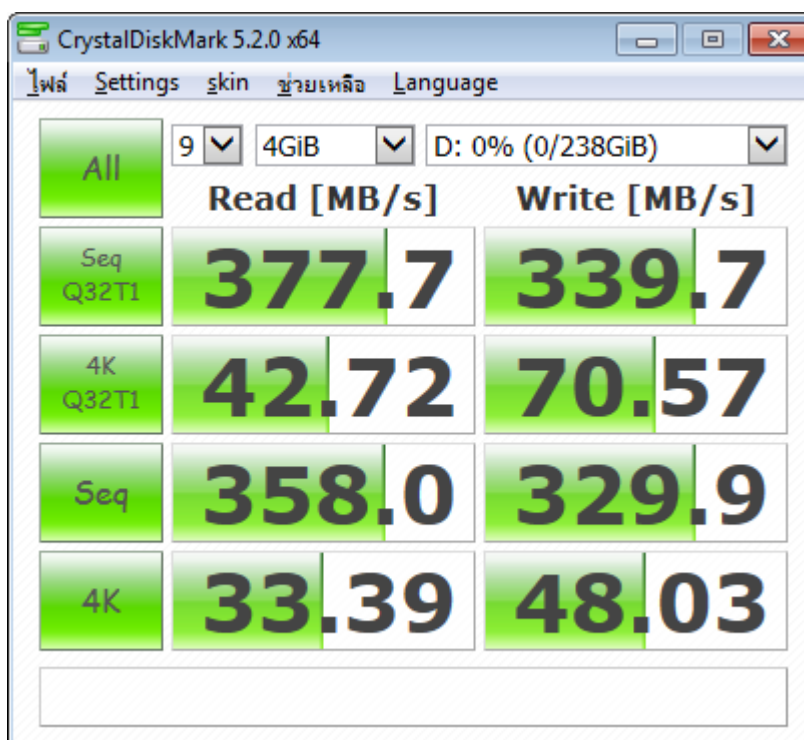 CrystalDiskMark 5.2.0 x64
ไฟล์ Settings skin ช่วยเหลือ Language
All 9 4GiB D: 0% (0/238GiB)
Read [MB/s] Write [MB/s]
Seq Q32T1 377.7 339.7
4K Q32T1 42.72 70.57
Seq 358.0 329.9
4K 33.39 48.03